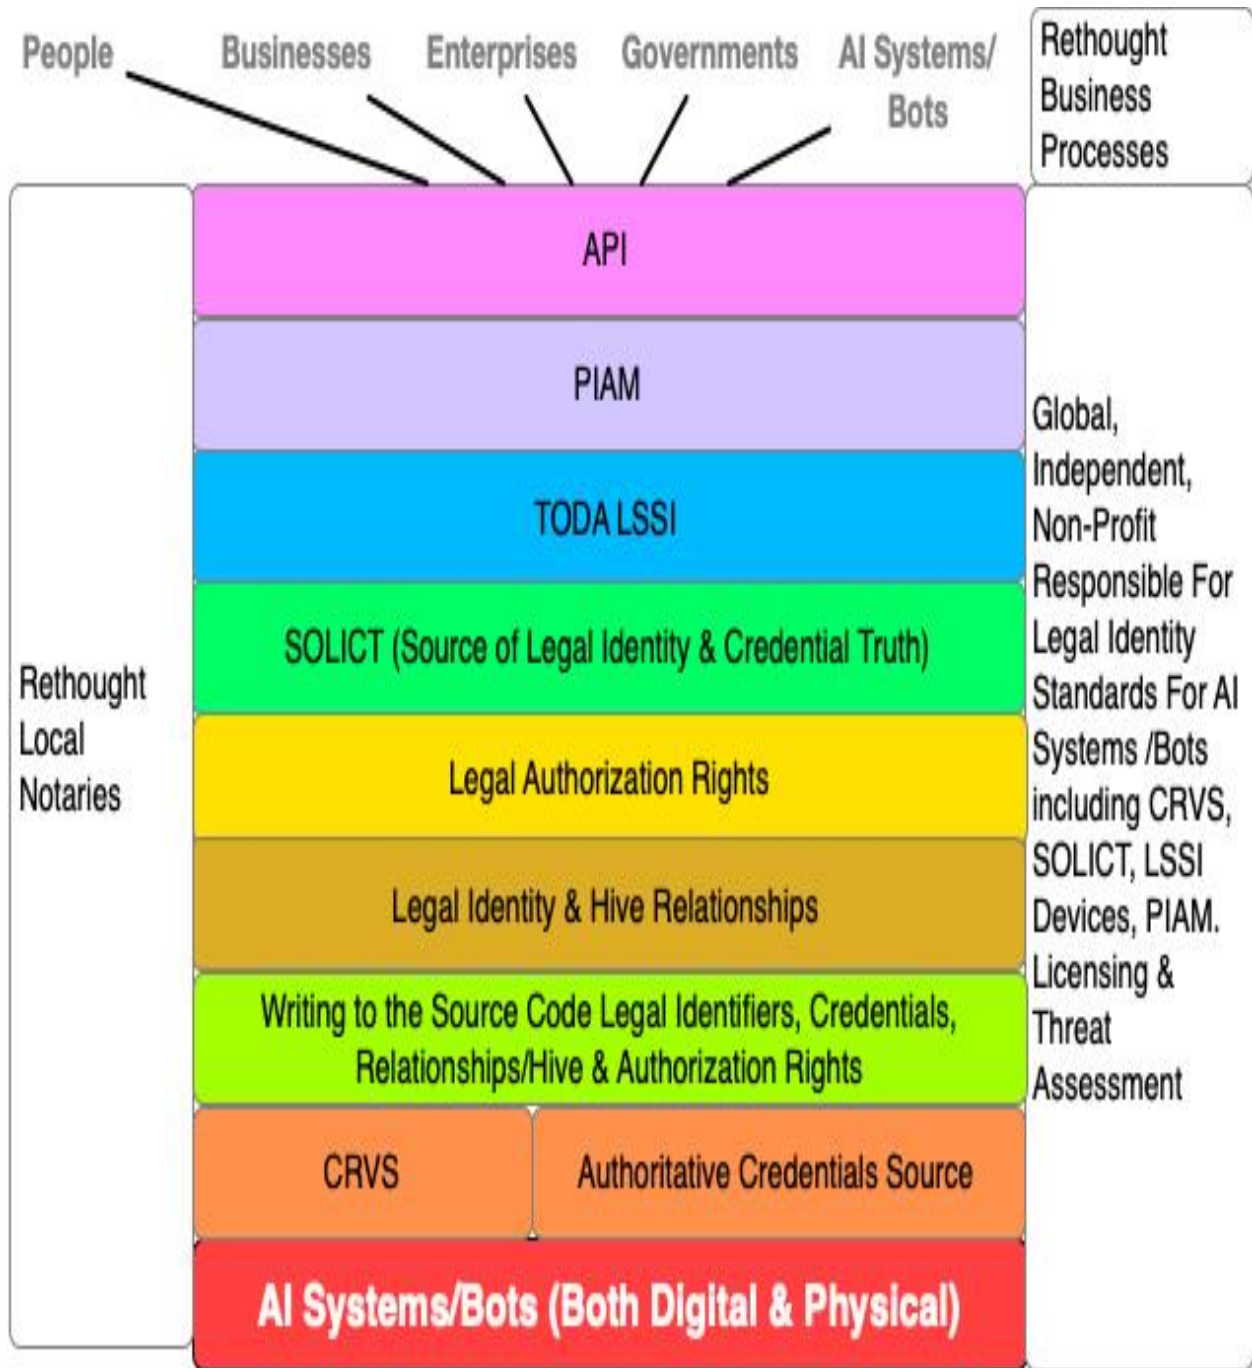 People
Businesses
Enterprises
Governments
AI Systems/
Bots
Rethought
Business
Processes
API
PIAM
TODA LSSI
SOLICT (Source of Legal Identity & Credential Truth)
Legal Authorization Rights
Legal Identity & Hive Relationships
Writing to the Source Code Legal Identifiers, Credentials,
Relationships/Hive & Authorization Rights
CRVS
Authoritative Credentials Source
AI Systems/Bots (Both Digital & Physical)
Rethought
Local
Notaries
Global,
Independent,
Non-Profit
Responsible For
Legal Identity
Standards For AI
Systems /Bots
including CRVS,
SOLICT, LSSI
Devices, PIAM.
Licensing &
Threat
Assessment